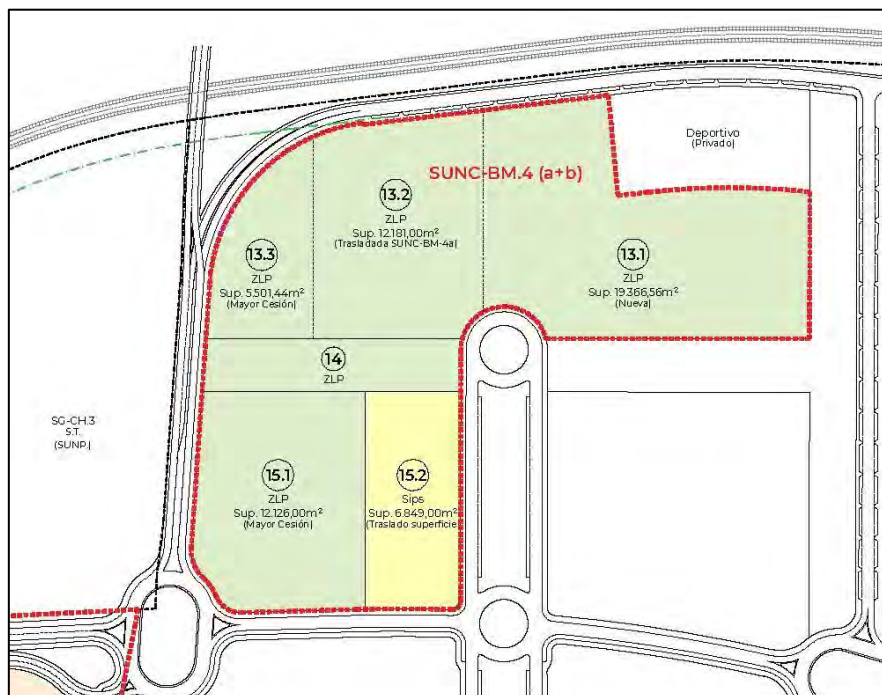 Deportivo
(Privado)
SUNC-BM.4 (a+b)
13.2
ZLP
Sup. 12.181,00m²
(Trasladada SUNC-BM-4a)
13.3
ZLP
Sup. 5.501,44m²
(Mayor Cesión)
13.1
ZLP
Sup. 19.366,56m²
(Nueva)
14
ZLP
SG-CH.3
S.T.
(SUNP.)
15.1
ZLP
Sup. 12.126,00m²
(Mayor Cesión)
15.2
Sips
Sup. 6.849,00m²
(Traslado superficie